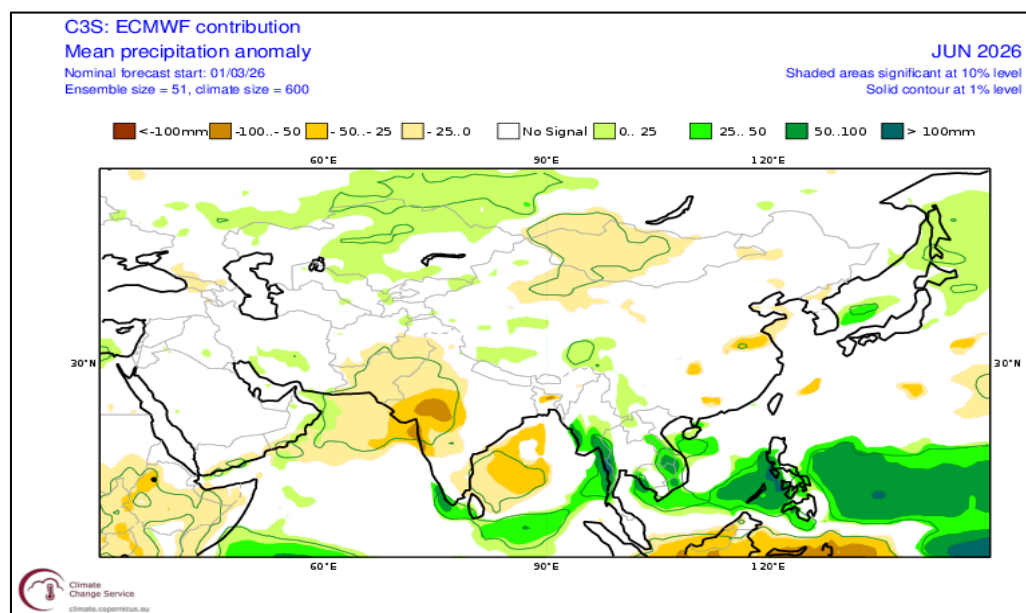 C3S: ECMWF contribution
Mean precipitation anomaly
JUN 2026
Nominal forecast start: 01/03/26
Shaded areas significant at 10% level
Ensemble size = 51, climate size = 600
Solid contour at 1% level
<-100mm -100..- 50 - 50..- 25 - 25..0 No Signal 0.. 25 25.. 50 50..100 > 100mm
60°E 90°E 120°E
30°N 30°N
60°E 90°E 120°E
Climate
Change Service
climate.copernicus.eu